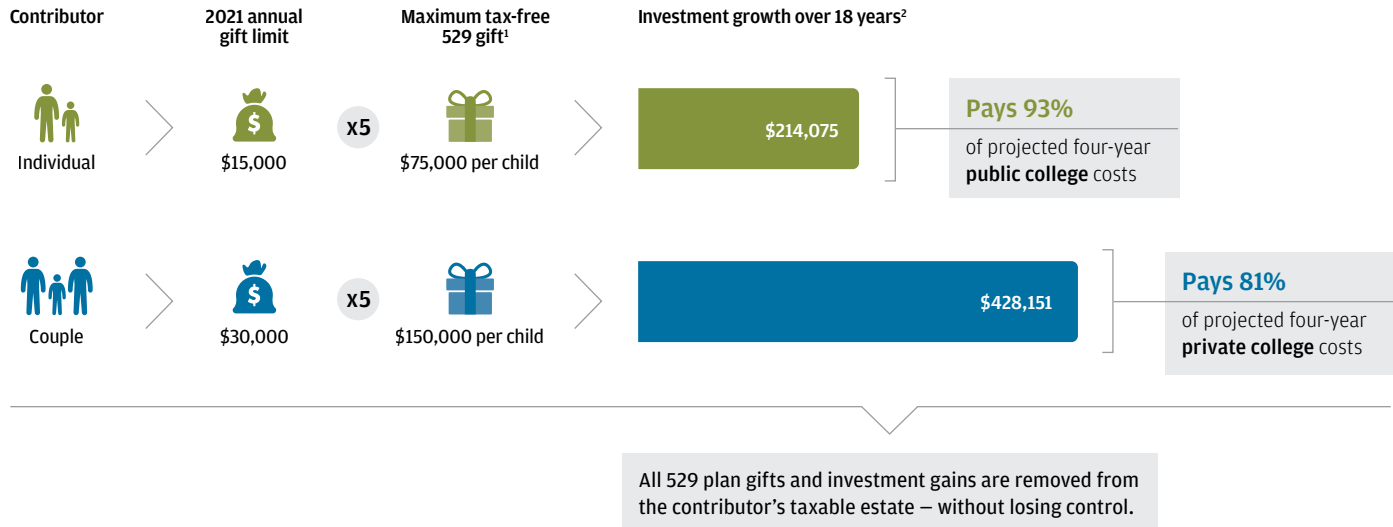 Contributor
2021 annual
gift limit
Maximum tax-free
529 gift¹
Investment growth over 18 years²
Individual
$
$15,000
x5
$75,000 per child
$214,075
Pays 93%
of projected four-year
public college costs
Couple
$
$30,000
x5
$150,000 per child
$428,151
Pays 81%
of projected four-year
private college costs
All 529 plan gifts and investment gains are removed from
the contributor’s taxable estate – without losing control.